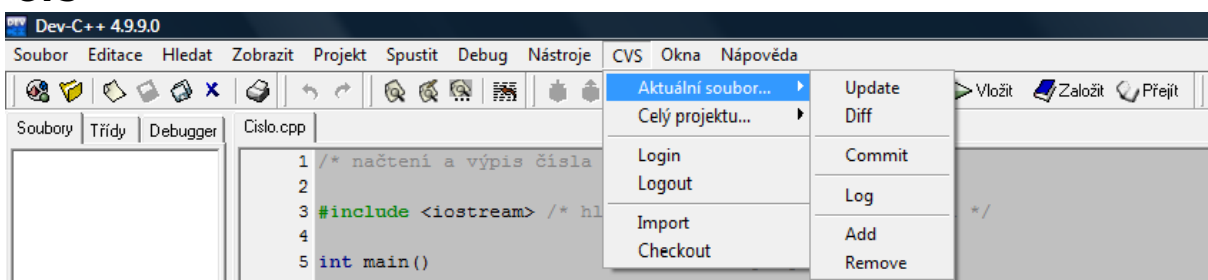 Dev-C++ 4.9.9.0
Soubor Editace Hledat Zobrazit Projekt Spustit Debug Nástroje CVS Okna Nápověda
Aktuální soubor...
Celý projektu...
Login
Logout
Import
Checkout
Update
Diff
Commit
Log
Add
Remove
Vložit Založit Přejít
Soubory Třídy Debugger
Cislo.cpp
1 /* načtení a výpis čísla
2
3 #include <iostream> /* hl */
4
5 int main()